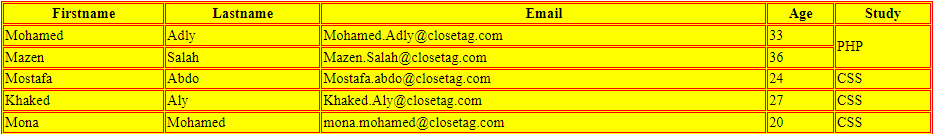 Firstname Lastname Email Age Study
Mohamed Adly Mohamed.Adly@closetag.com 33 PHP
Mazen Salah Mazen.Salah@closetag.com 36
Mostafa Abdo Mostafa.abdo@closetag.com 24 CSS
Khaked Aly Khaked.Aly@closetag.com 27 CSS
Mona Mohamed mona.mohamed@closetag.com 20 CSS